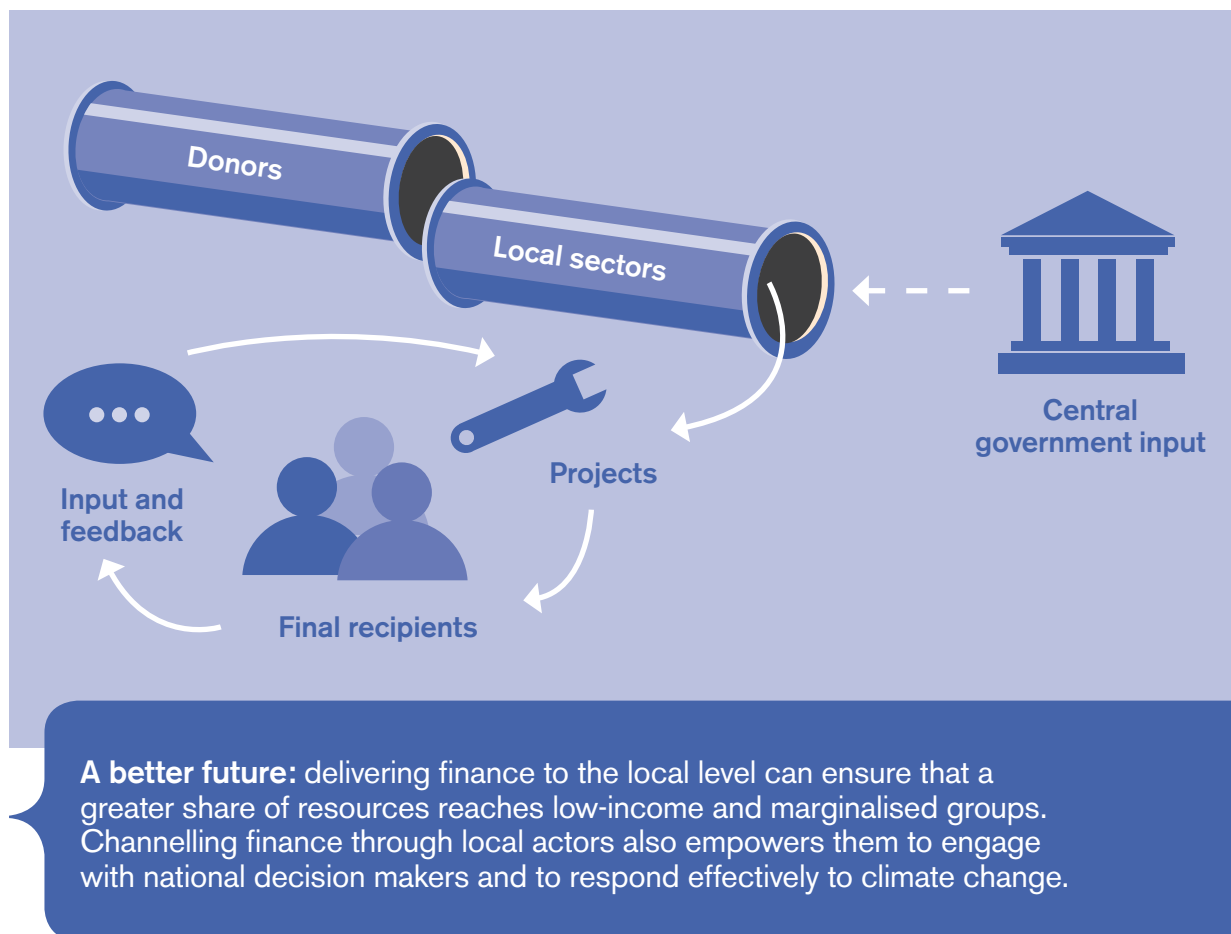 Donors
Local sectors
Central
government input
Projects
Input and
feedback
Final recipients
A better future: delivering finance to the local level can ensure that a
greater share of resources reaches low-income and marginalised groups.
Channelling finance through local actors also empowers them to engage
with national decision makers and to respond effectively to climate change.